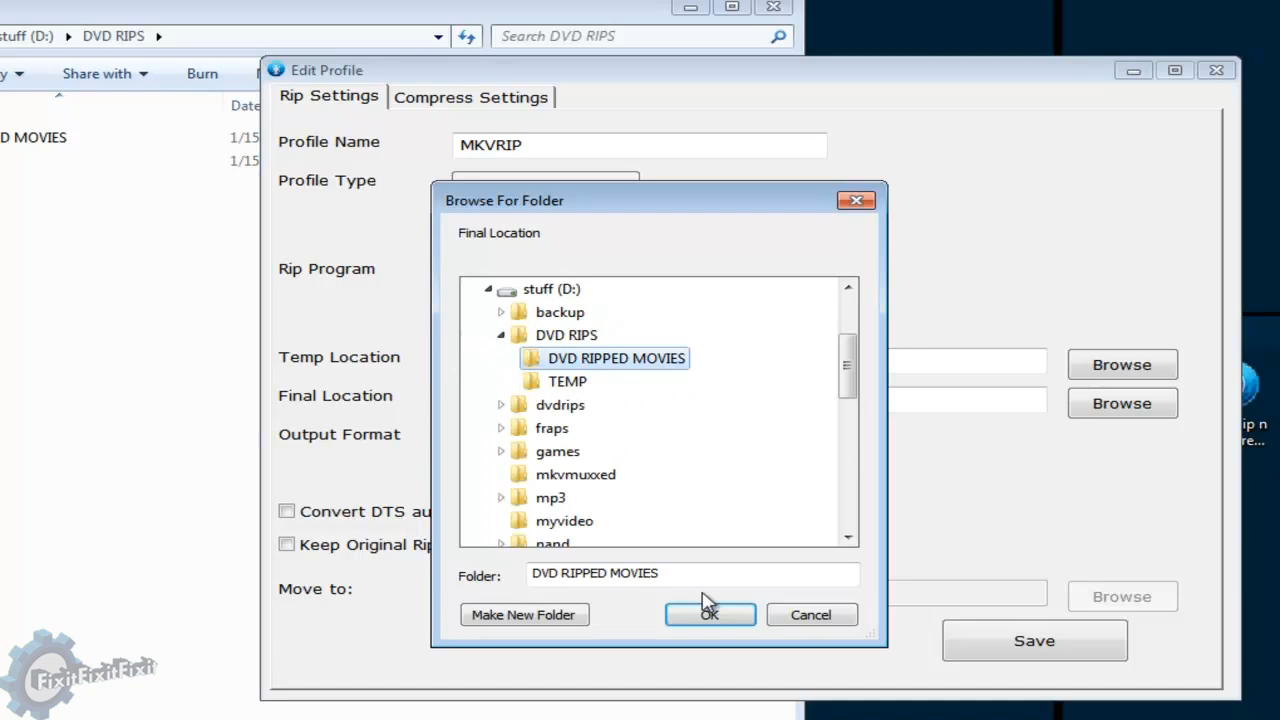 stuff (D:) DVD RIPS
Search DVD RIPS
Share with Burn
Date
D MOVIES 1/15
1/15
Edit Profile
Rip Settings Compress Settings
Profile Name MKVRIP
Profile Type
Rip Program
Temp Location Browse
Final Location Browse
Output Format
Convert DTS au
Keep Original Rip
Move to: Browse
Save
Browse For Folder
Final Location
stuff (D:)
backup
DVD RIPS
DVD RIPPED MOVIES
TEMP
dvdrips
fraps
games
mkvmuxxed
mp3
myvideo
nand
Folder: DVD RIPPED MOVIES
Make New Folder OK Cancel
ip n
re...
FixitFixitFixit